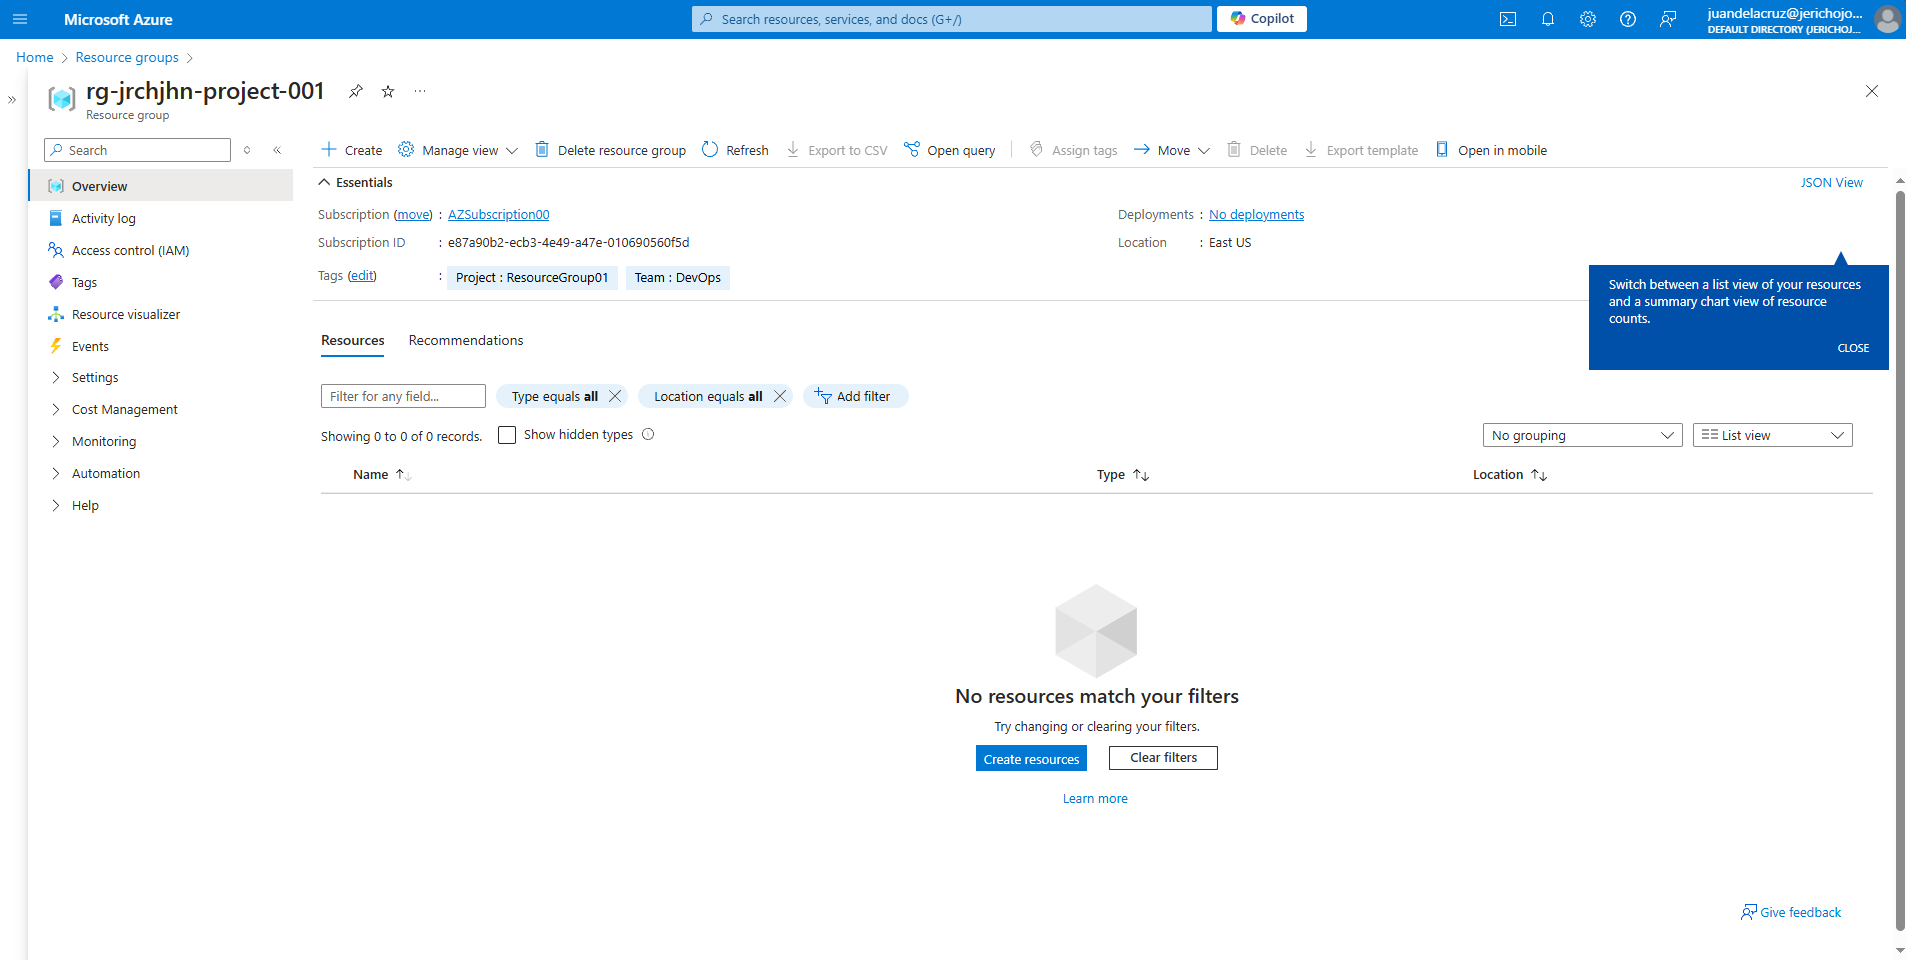 Microsoft Azure
Search resources, services, and docs (G+/)
Copilot
juandelacruz@jerichojo...
DEFAULT DIRECTORY (JERICHOJ...
Home
Resource groups
rg-jrchjhn-project-001
Resource group
Search
Create
Manage view
Delete resource group
Refresh
Export to CSV
Open query
Assign tags
Move
Delete
Export template
Open in mobile
Overview
Activity log
Access control (IAM)
Tags
Resource visualizer
Events
Settings
Cost Management
Monitoring
Automation
Help
Essentials
JSON View
Subscription (move) : AZSubscription00
Subscription ID : e87a90b2-ecb3-4e49-a47e-010690560f5d
Tags (edit) : Project : ResourceGroup01 Team : DevOps
Deployments : No deployments
Location : East US
Switch between a list view of your resources
and a summary chart view of resource
counts.
CLOSE
Resources
Recommendations
Filter for any field...
Type equals all
Location equals all
Add filter
Showing 0 to 0 of 0 records.
Show hidden types
No grouping
List view
Name
Type
Location
No resources match your filters
Try changing or clearing your filters.
Create resources
Clear filters
Learn more
Give feedback